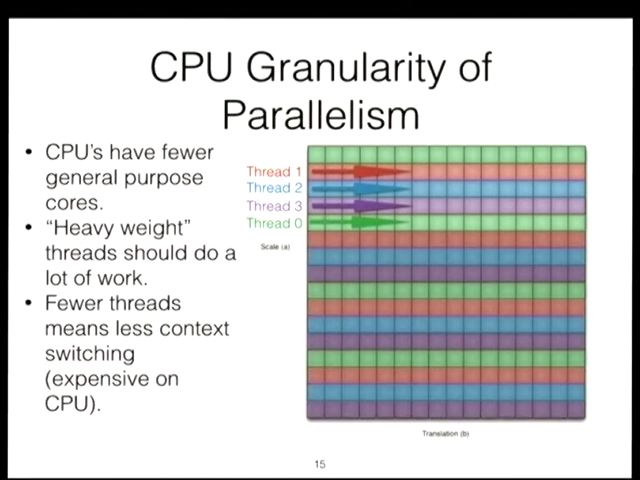 CPU Granularity of
Parallelism
• CPU's have fewer
general purpose
cores.
• “Heavy weight”
threads should do a
lot of work.
• Fewer threads
means less context
switching
(expensive on
CPU).
Thread 1
Thread 2
Thread 3
Thread 0
Scale (a)
Translation (b)
15